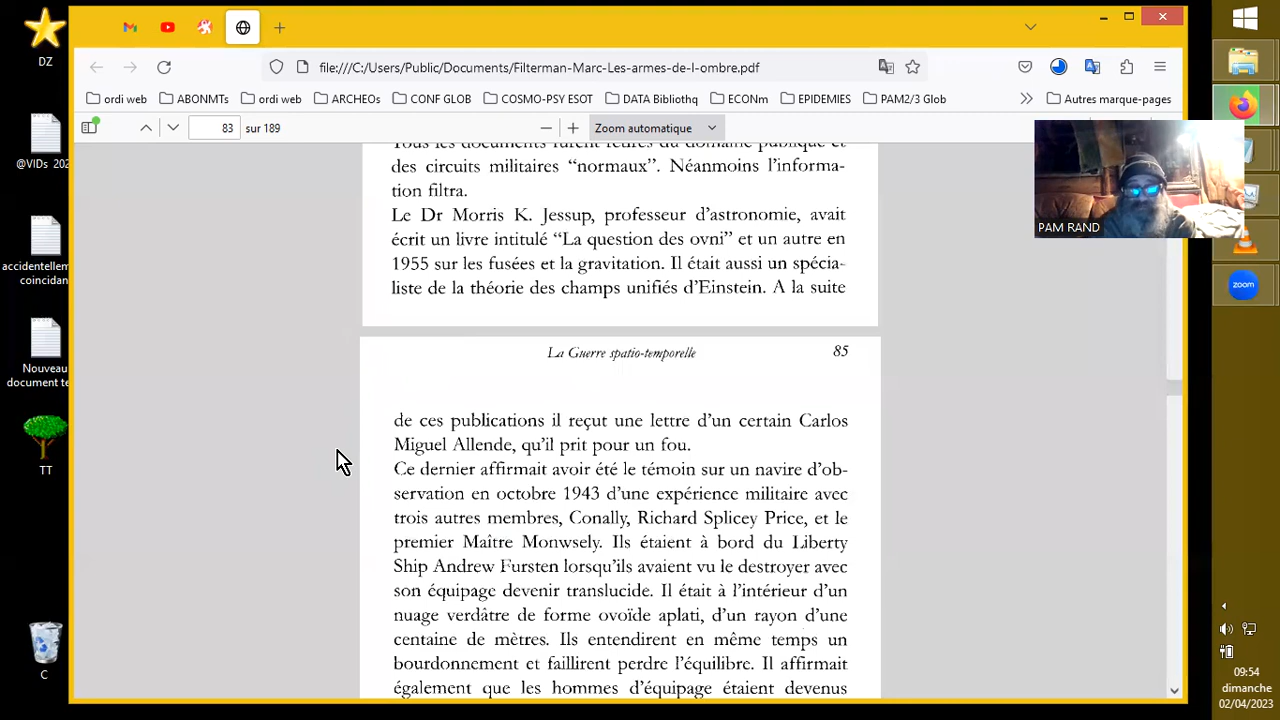 DZ
@VIDs 202
accidentellem
coincidan
Nouveau
document te
TT
C
file:///C:/Users/Public/Documents/Filterman-Marc-Les-armes-de-l-ombre.pdf
ordi web
ABONMTs
ordi web
ARCHEOs
CONF GLOB
COSMO-PSY ESOT
DATA Bibliothq
ECONm
EPIDEMIES
PAM2/3 Glob
Autres marque-pages
83 sur 189
Zoom automatique
Tous les documents furent retirés du domaine publique et
des circuits militaires “normaux”. Néanmoins l’informa-
tion filtra.
Le Dr Morris K. Jessup, professeur d’astronomie, avait
écrit un livre intitulé “La question des ovni” et un autre en
1955 sur les fusées et la gravitation. Il était aussi un spécia-
liste de la théorie des champs unifiés d’Einstein. A la suite
La Guerre spatio-temporelle 85
de ces publications il reçut une lettre d’un certain Carlos
Miguel Allende, qu’il prit pour un fou.
Ce dernier affirmait avoir été le témoin sur un navire d’ob-
servation en octobre 1943 d’une expérience militaire avec
trois autres membres, Conally, Richard Splicey Price, et le
premier Maître Monwsely. Ils étaient à bord du Liberty
Ship Andrew Fursten lorsqu’ils avaient vu le destroyer avec
son équipage devenir translucide. Il était à l’intérieur d’un
nuage verdâtre de forme ovoïde aplati, d’un rayon d’une
centaine de mètres. Ils entendirent en même temps un
bourdonnement et faillirent perdre l’équilibre. Il affirmait
également que les hommes d’équipage étaient devenus
PAM RAND
zoom
09:54
dimanche
02/04/2023